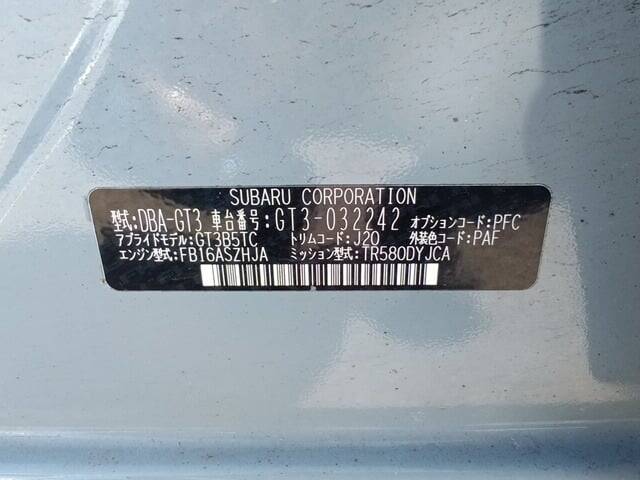 SUBARU CORPORATION
型式:DBA-GT3 車台番号:GT3-032242 オプションコード:PFC
アプライドモデル:GT3B5TC トリムコード:J20 外装色コード:PAF
エンジン型式:FB16ASZHJA ミッション型式:TR580DYJCA